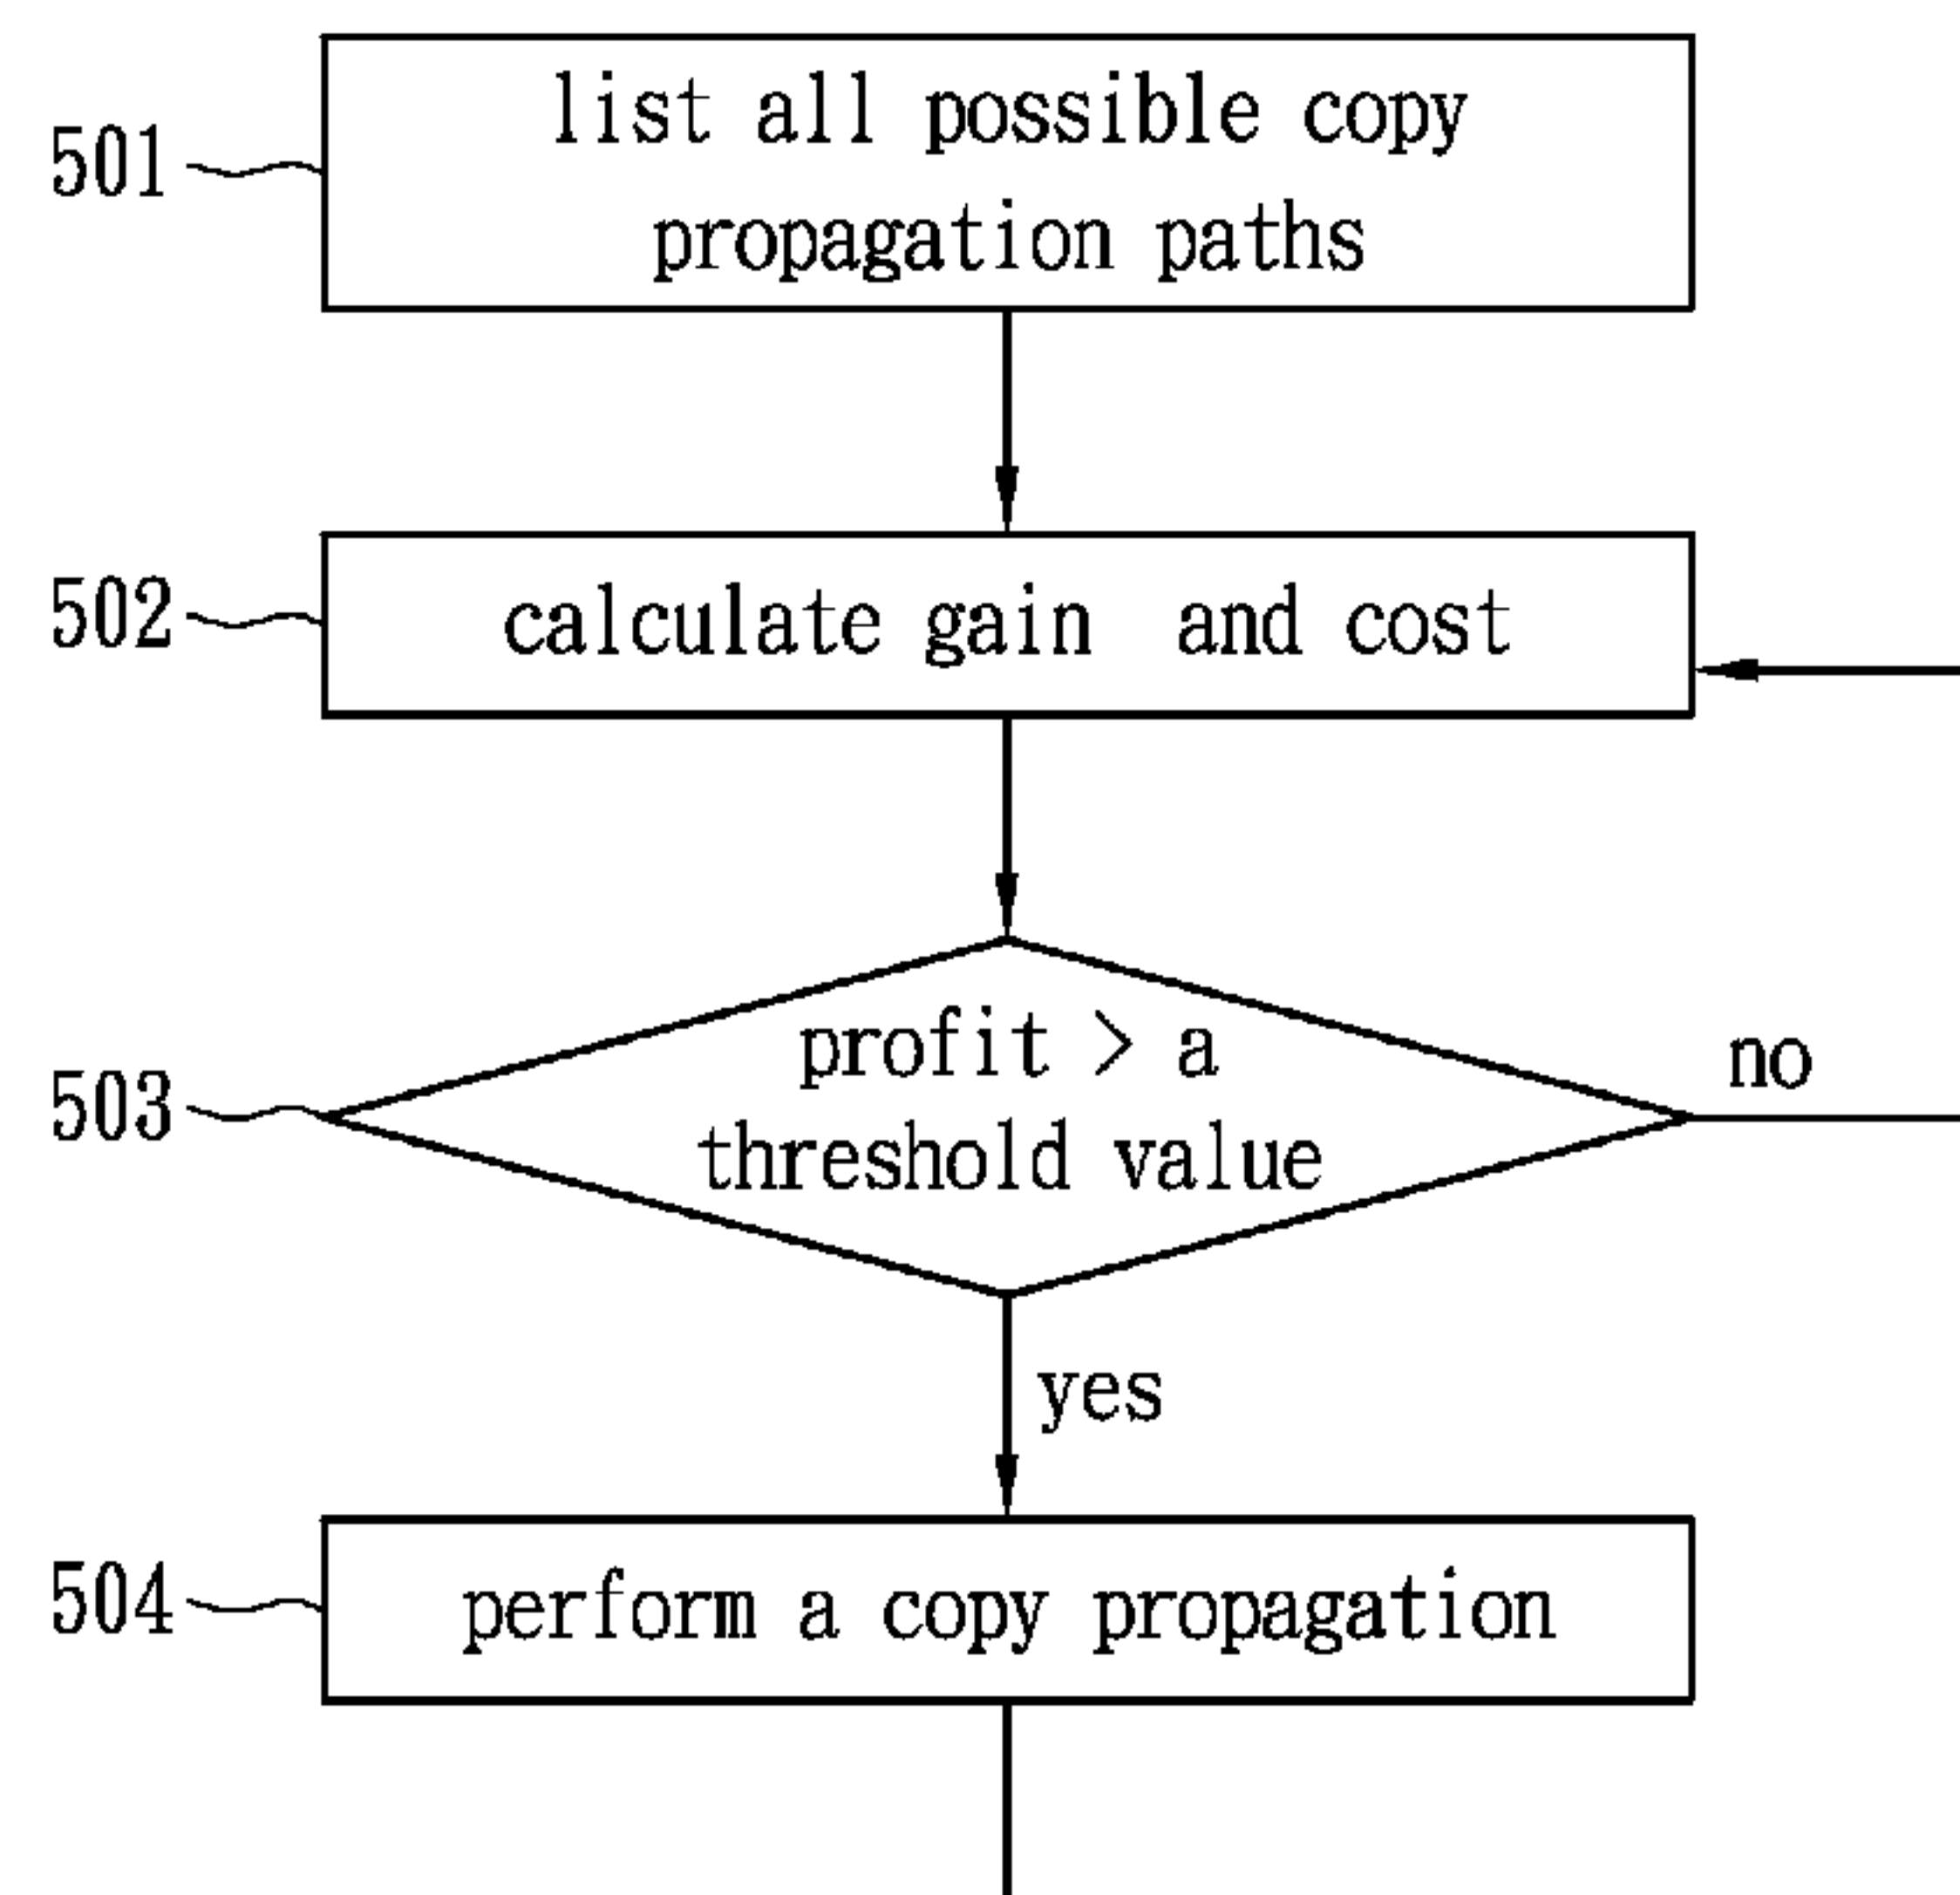 501
list all possible copy
propagation paths
502
calculate gain and cost
503
profit > a
threshold value
no
yes
504
perform a copy propagation